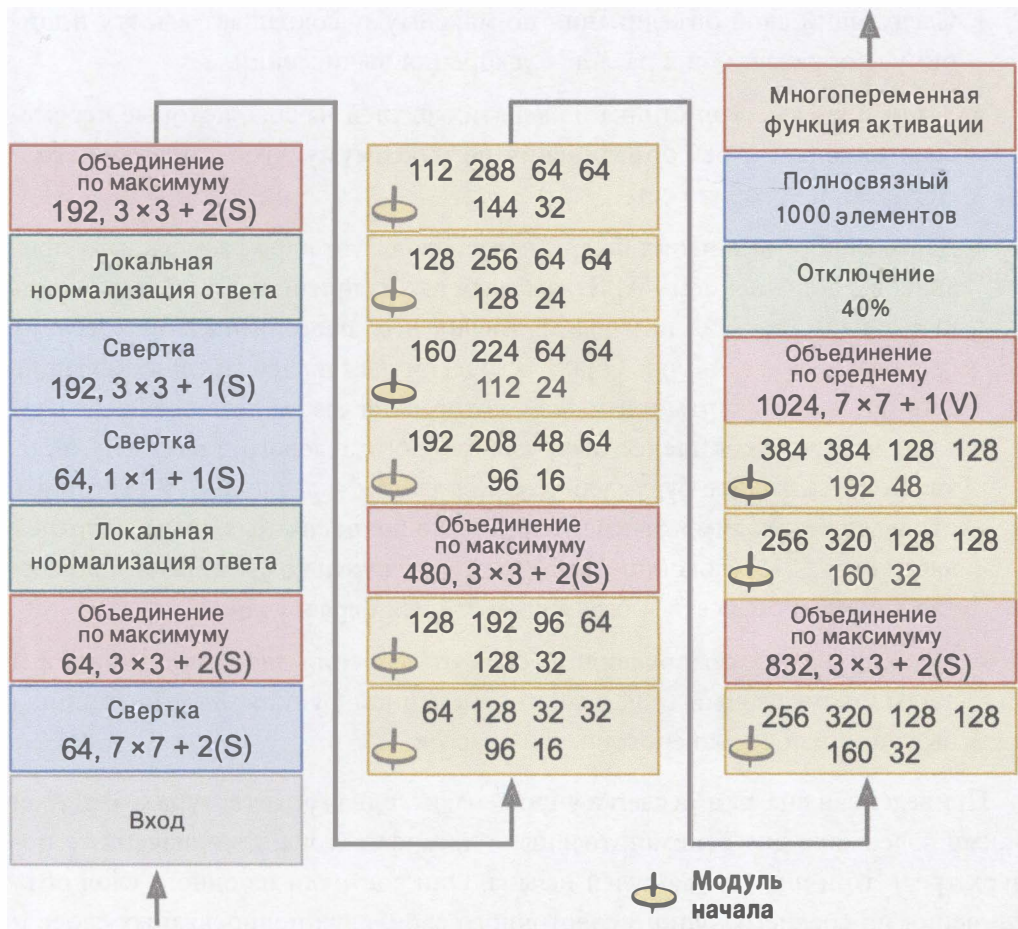 Объединение
по максимуму
192, 3 × 3 + 2(S)
Локальная
нормализация ответа
Свертка
192, 3 × 3 + 1(S)
Свертка
64, 1 × 1 + 1(S)
Локальная
нормализация ответа
Объединение
по максимуму
64, 3 × 3 + 2(S)
Свертка
64, 7 × 7 + 2(S)
Вход
112 288 64 64
144 32
128 256 64 64
128 24
160 224 64 64
112 24
192 208 48 64
96 16
Объединение
по максимуму
480, 3 × 3 + 2(S)
128 192 96 64
128 32
64 128 32 32
96 16
Многопеременная
функция активации
Полносвязный
1000 элементов
Отключение
40%
Объединение
по среднему
1024, 7 × 7 + 1(V)
384 384 128 128
192 48
256 320 128 128
160 32
Объединение
по максимуму
832, 3 × 3 + 2(S)
256 320 128 128
160 32
Модуль
начала